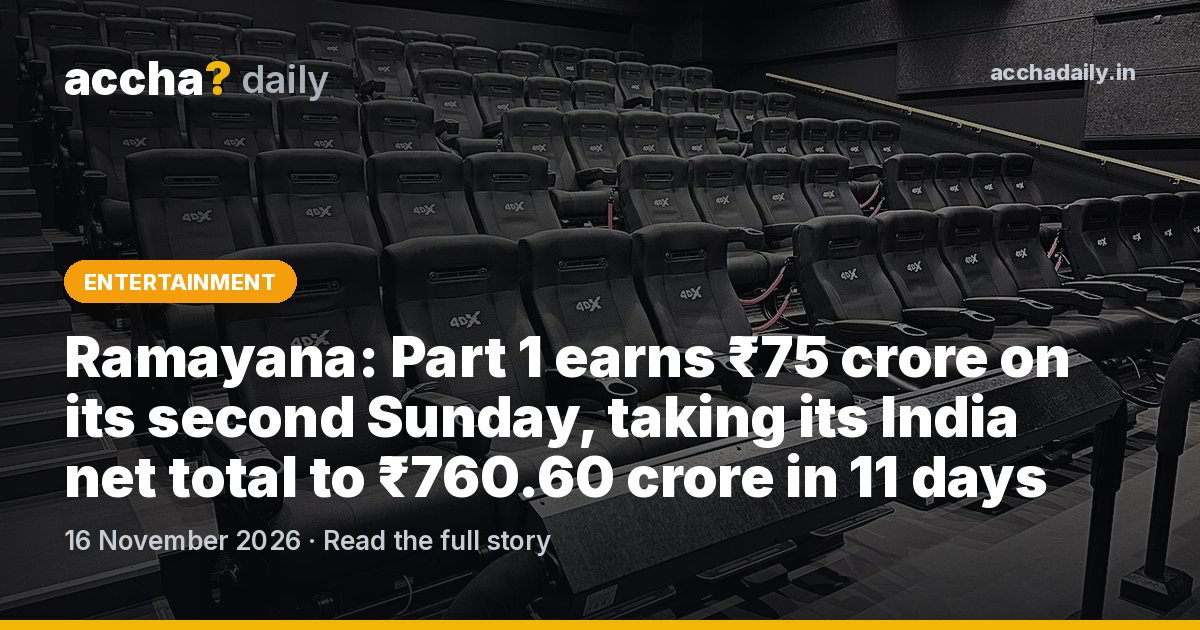 accha? daily
acchadaily.in
4DX
ENTERTAINMENT
Ramayana: Part 1 earns ₹75 crore on
its second Sunday, taking its India
net total to ₹760.60 crore in 11 days
16 November 2026 · Read the full story